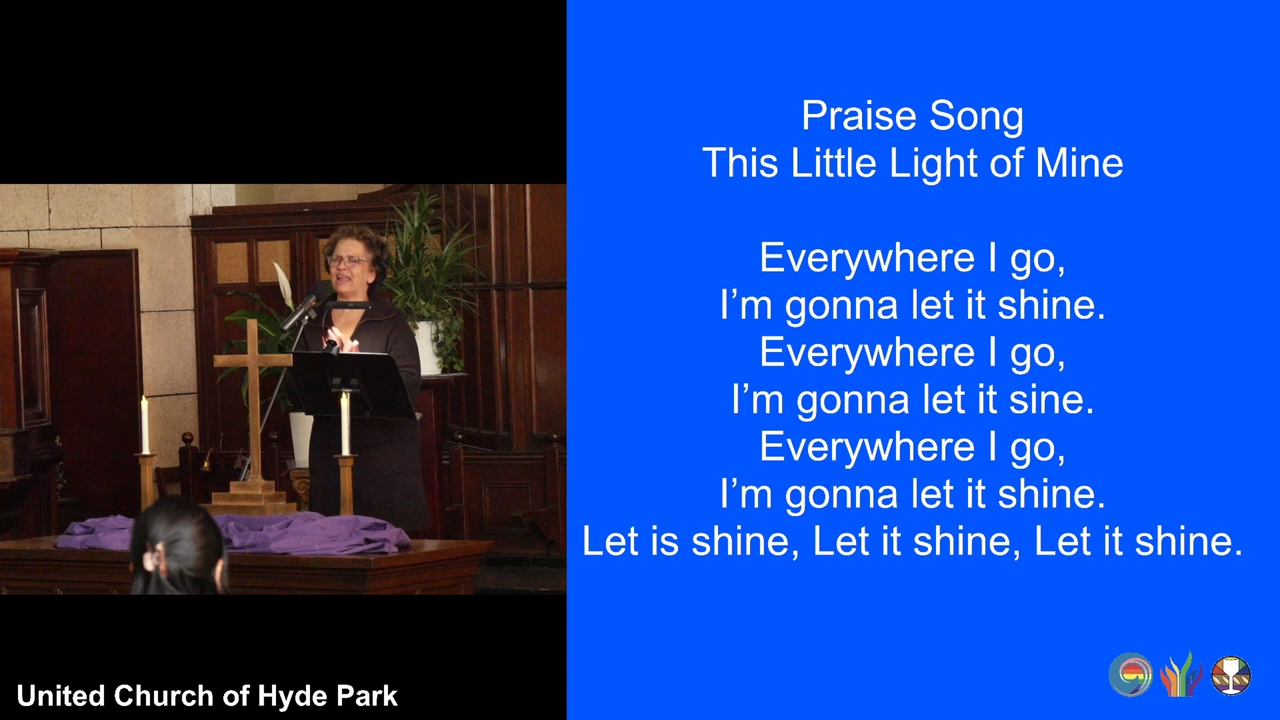 Praise Song
This Little Light of Mine
Everywhere I go,
I’m gonna let it shine.
Everywhere I go,
I’m gonna let it sine.
Everywhere I go,
I’m gonna let it shine.
Let is shine, Let it shine, Let it shine.
United Church of Hyde Park